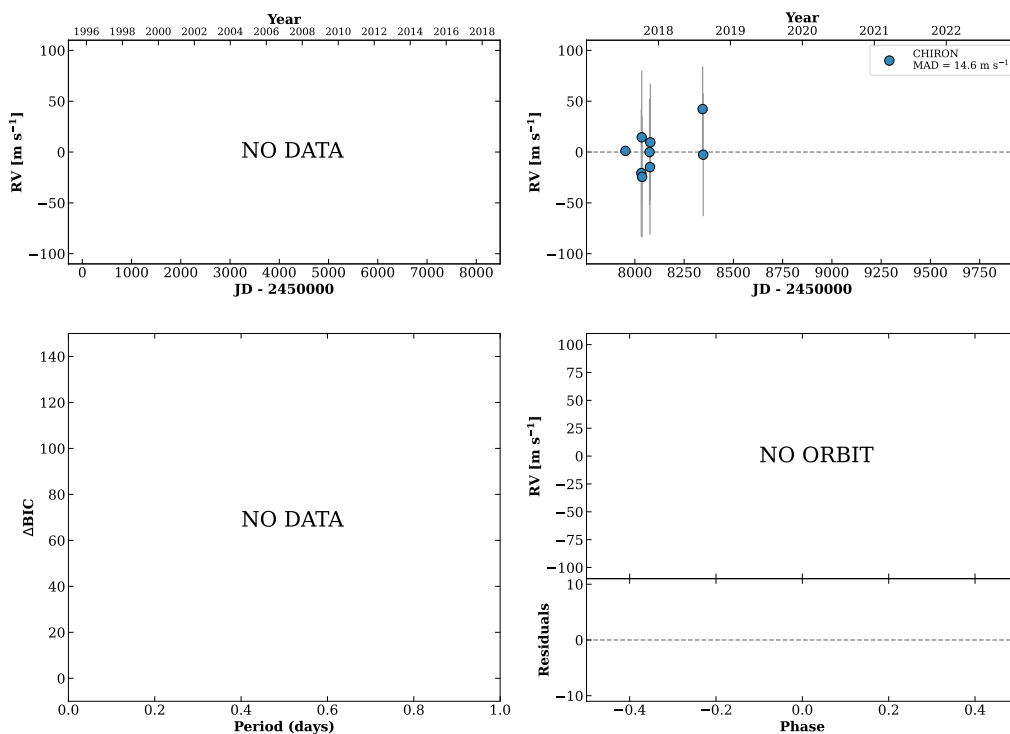 Year
1996 1998 2000 2002 2004 2006 2008 2010 2012 2014 2016 2018
100
50
0
−50
−100
RV [m s⁻¹]
NO DATA
0 1000 2000 3000 4000 5000 6000 7000 8000
JD - 2450000
Year
2018 2019 2020 2021 2022
CHIRON
MAD = 14.6 m s⁻¹
100
50
0
−50
−100
RV [m s⁻¹]
8000 8250 8500 8750 9000 9250 9500 9750
JD - 2450000
140
120
100
80
60
40
20
0
ΔBIC
NO DATA
0.0 0.2 0.4 0.6 0.8 1.0
Period (days)
100
75
50
25
0
−25
−50
−75
−100
RV [m s⁻¹]
NO ORBIT
10
0
−10
Residuals
−0.4 −0.2 0.0 0.2 0.4
Phase